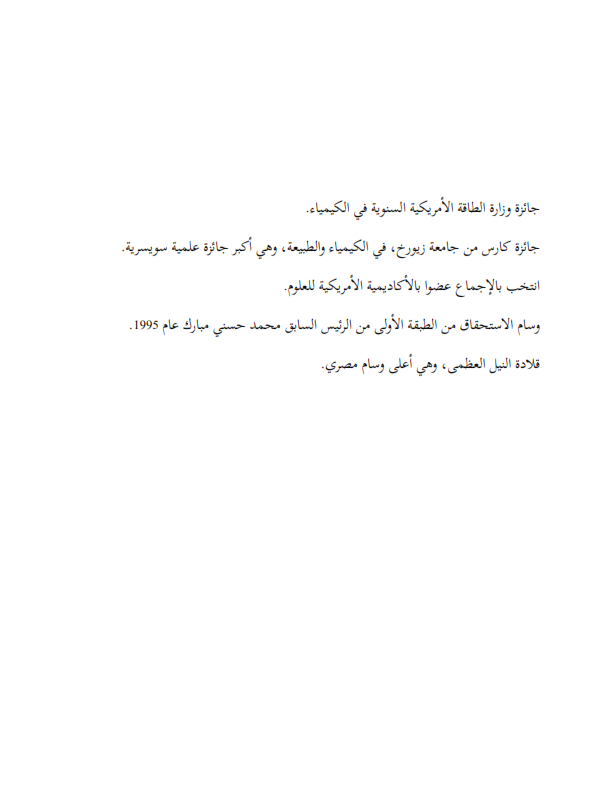 جائزة وزارة الطاقة الأمريكية السنوية في الكيمياء.
جائزة كارس من جامعة زيورخ، في الكيمياء والطبيعة، وهي أكبر جائزة علمية سويسرية.
انتخب بالإجماع عضوا بالأكاديمية الأمريكية للعلوم.
وسام الاستحقاق من الطبقة الأولى من الرئيس السابق محمد حسني مبارك عام 1995.
قلادة النيل العظمى، وهي أعلى وسام مصري.